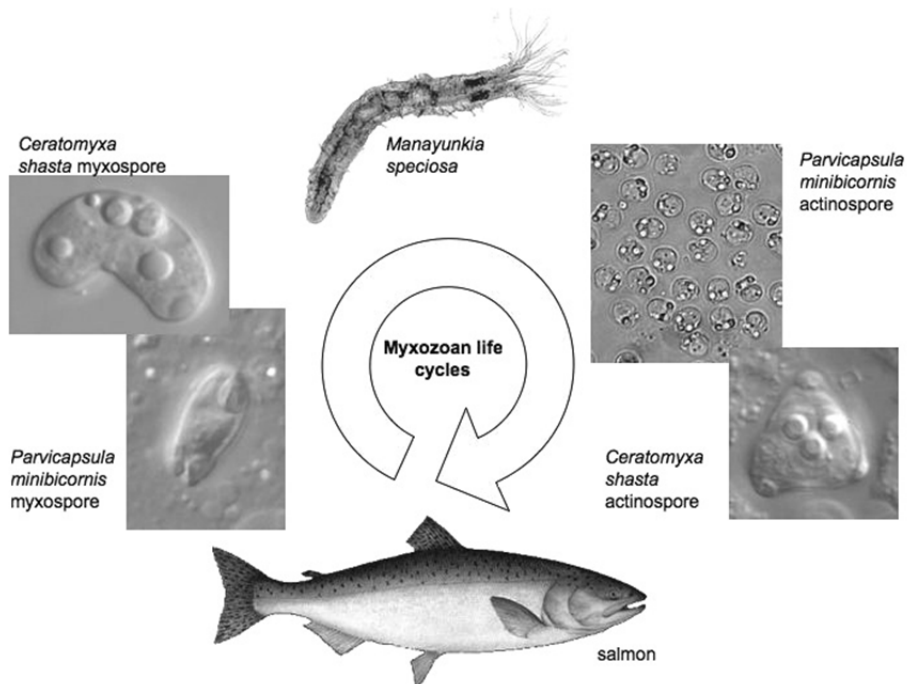 Ceratomyxa
shasta myxospore
Manayunkia
speciosa
Parvicapsula
minibicornis
actinospore
Myxozoan life
cycles
Parvicapsula
minibicornis
myxospore
Ceratomyxa
shasta
actinospore
salmon